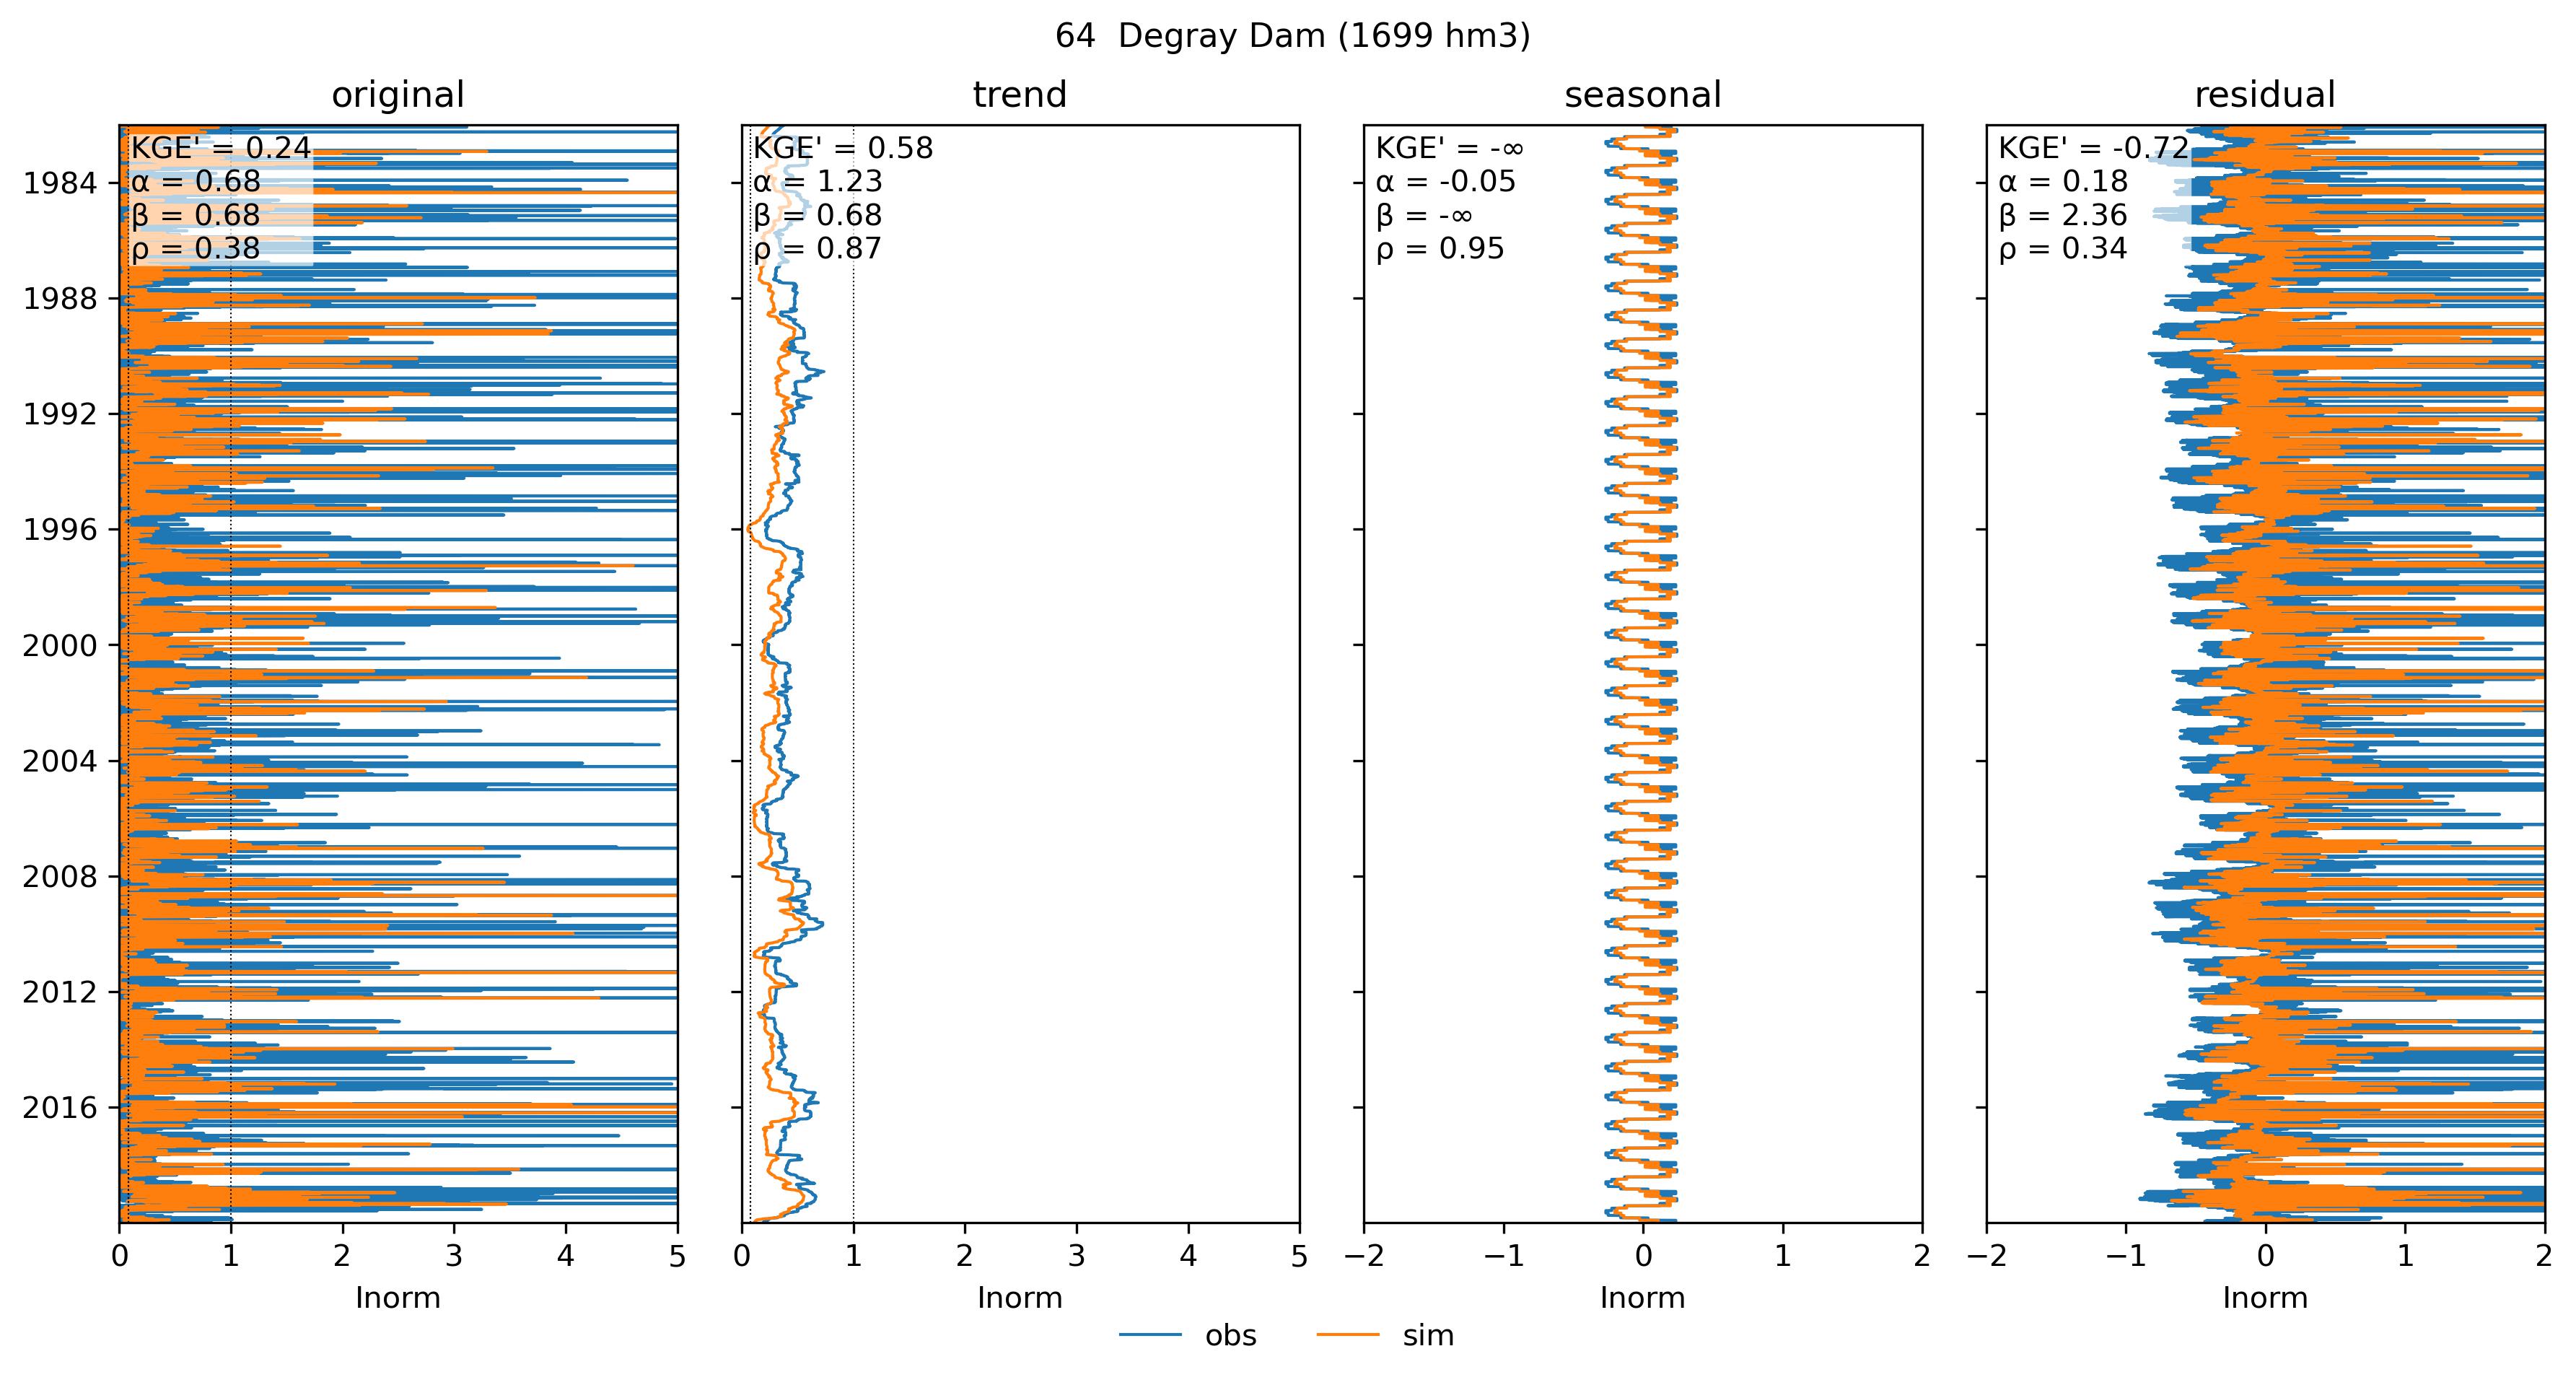 64  Degray Dam (1699 hm3)
original
trend
seasonal
residual
KGE' = 0.24
α = 0.68
β = 0.68
ρ = 0.38
KGE' = 0.58
α = 1.23
β = 0.68
ρ = 0.87
KGE' = -∞
α = -0.05
β = -∞
ρ = 0.95
KGE' = -0.72
α = 0.18
β = 2.36
ρ = 0.34
1984
1988
1992
1996
2000
2004
2008
2012
2016
0 1 2 3 4 5
0 1 2 3 4 5
−2 −1 0 1 2
−2 −1 0 1 2
Inorm
Inorm
Inorm
Inorm
obs
sim